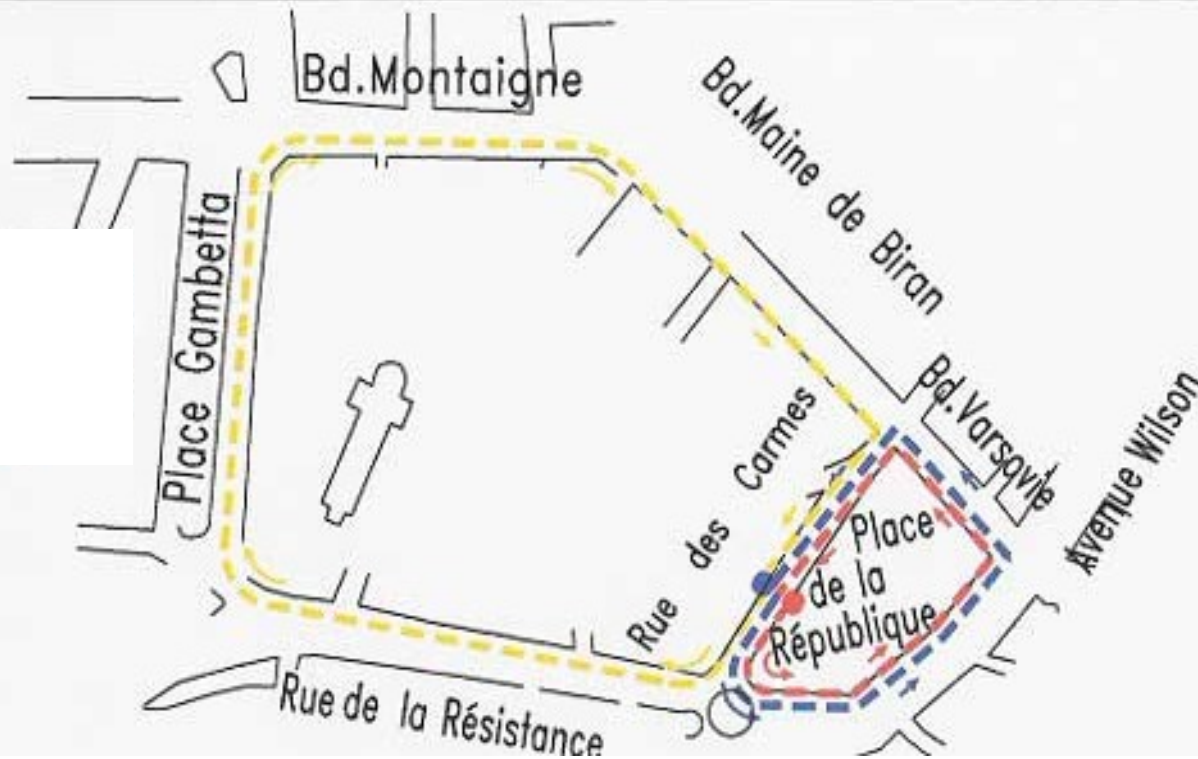 Bd.Montaigne
Bd.Maine de Biran
Place Gambetta
Bd.Varsovie
Avenue Wilson
Rue des Carmes
Place
de la
République
Rue de la Résistance